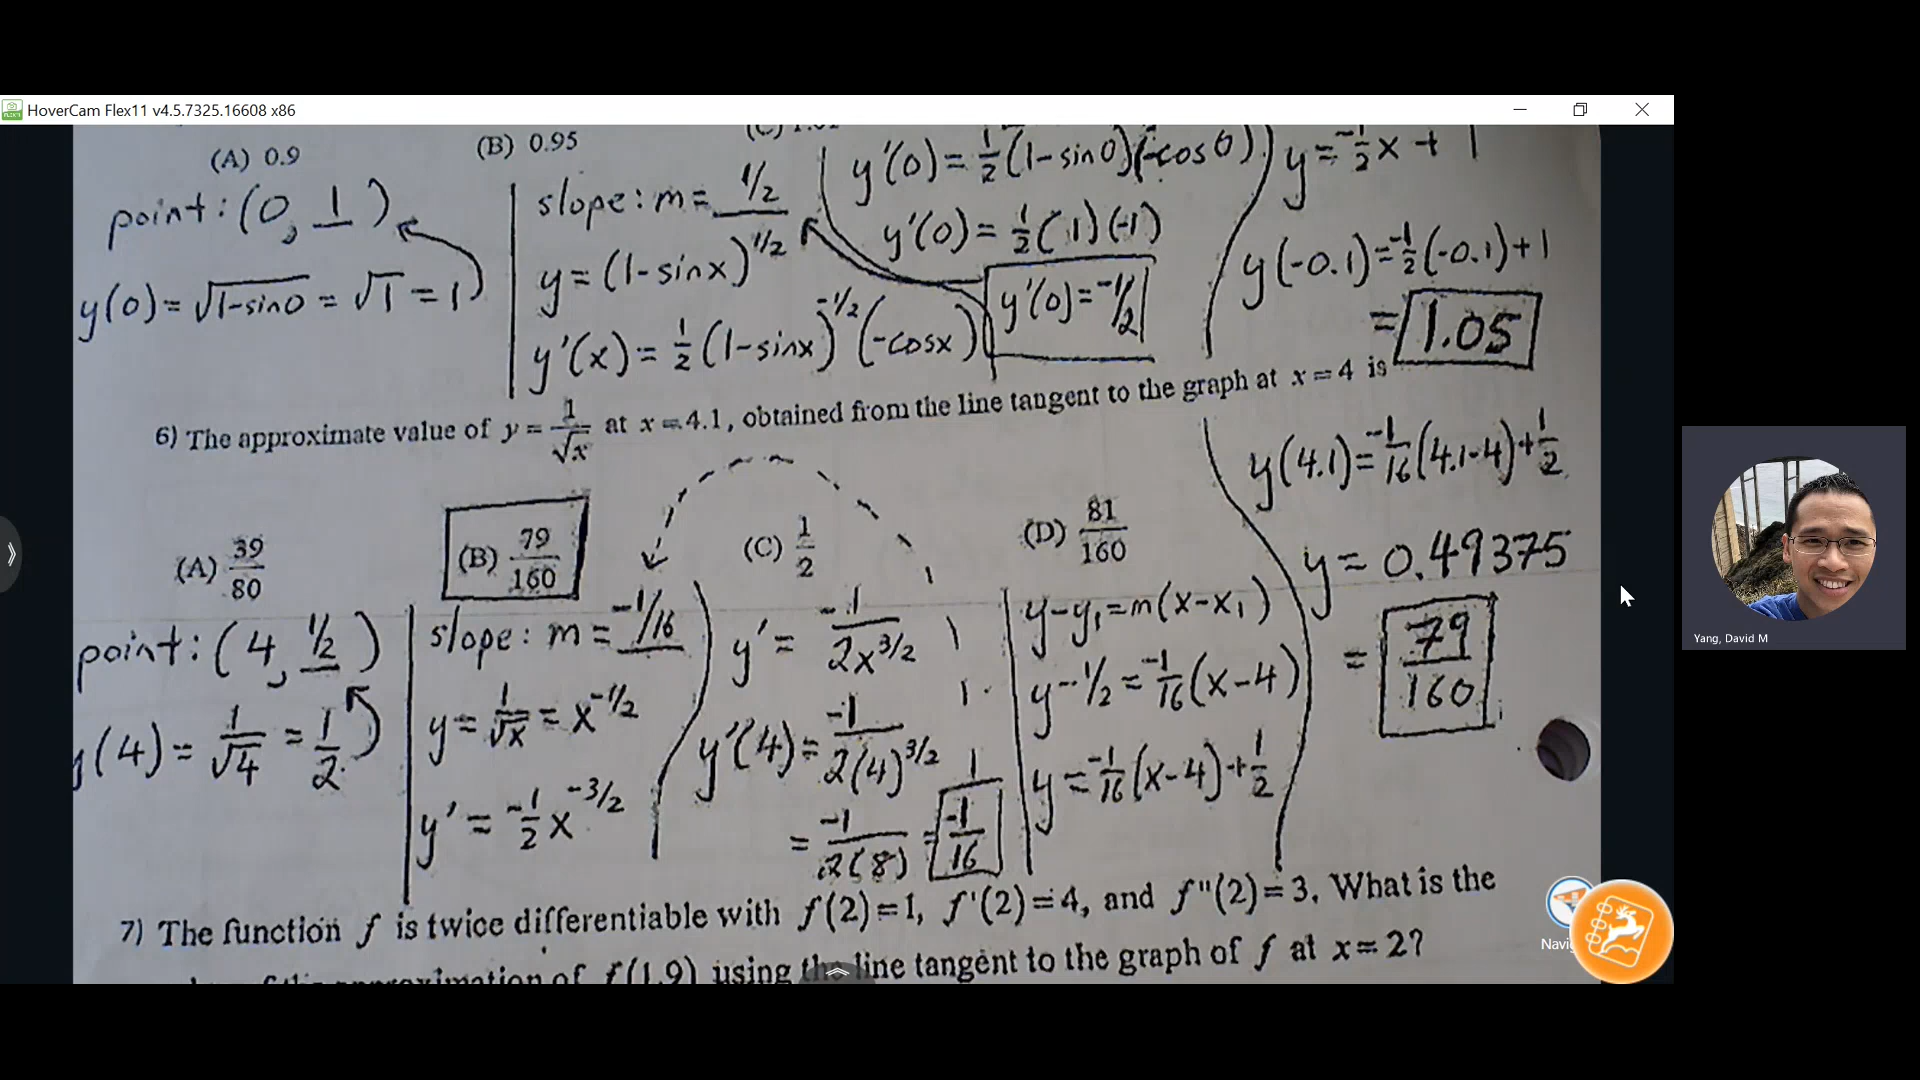 HoverCam Flex11 v4.5.7325.16608 x86
(A) 0.9
(B) 0.95
point: (0, 1)
y(0) = √1-sin0 = √1 = 1
slope: m = 1/2
y = (1-sinx)^1/2
y'(x) = 1/2 (1-sinx)^-1/2 (-cosx)
y'(0) = 1/2 (1-sin0)(-cos0)
y'(0) = 1/2 (1)(-1)
y'(0) = -1/2
y = -1/2 x + 1
y(-0.1) = -1/2 (-0.1) + 1
= 1.05
6) The approximate value of y = 1/√x at x = 4.1, obtained from the line tangent to the graph at x = 4 is
(A) 39/80
(B) 79/160
(C) 1/2
(D) 81/160
point: (4, 1/2)
y(4) = 1/√4 = 1/2
slope: m = -1/16
y = 1/√x = x^-1/2
y' = -1/2 x^-3/2
y' = -1/2x^3/2
y'(4) = -1/2(4)^3/2
= -1/2(8) = -1/16
y-y₁ = m(x-x₁)
y-1/2 = -1/16 (x-4)
y = -1/16 (x-4) + 1/2
y(4.1) = -1/16 (4.1-4) + 1/2
y = 0.49375
= 79/160
7) The function f is twice differentiable with f(2)=1, f'(2)=4, and f''(2)=3. What is the
approximation of f(1.9) using the line tangent to the graph of f at x = 2?
Yang, David M